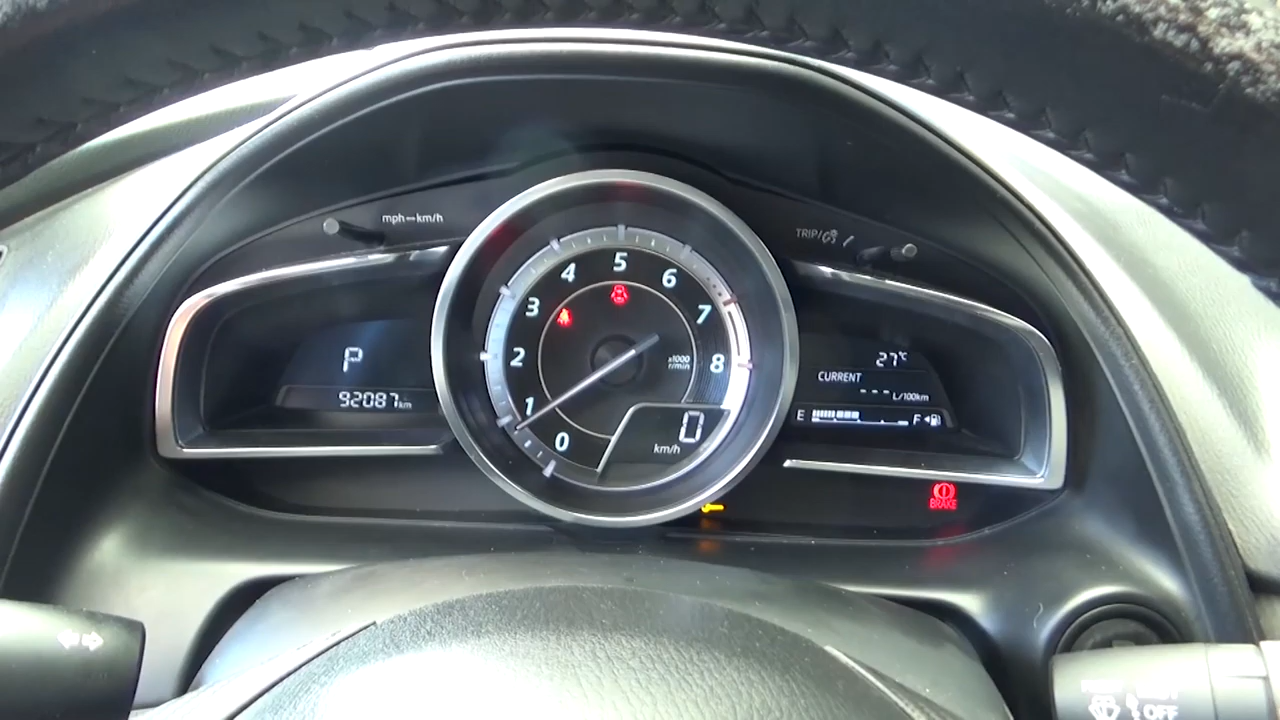 mph km/h
TRIP/
P
92087km
0
1
2
3
4
5
6
7
8
x1000
r/min
0
km/h
27℃
CURRENT
--- L/100km
E F
BRAKE
OFF